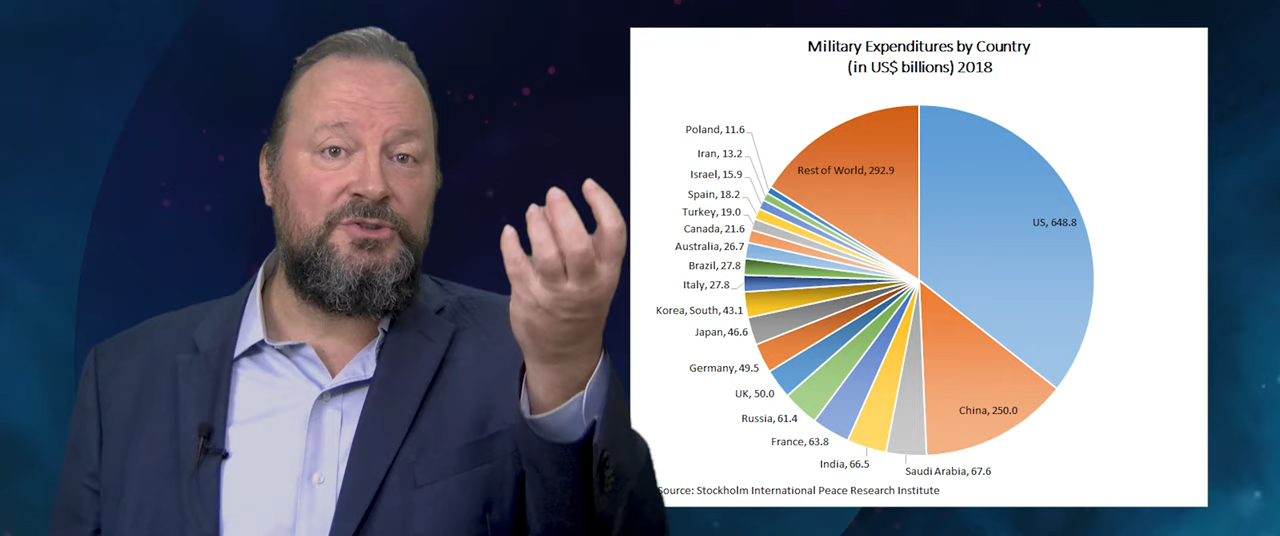 Military Expenditures by Country
(in US$ billions) 2018
Poland, 11.6
Iran, 13.2
Israel, 15.9
Spain, 18.2
Turkey, 19.0
Canada, 21.6
Australia, 26.7
Brazil, 27.8
Italy, 27.8
Korea, South, 43.1
Japan, 46.6
Germany, 49.5
UK, 50.0
Russia, 61.4
France, 63.8
India, 66.5
Saudi Arabia, 67.6
China, 250.0
US, 648.8
Rest of World, 292.9
Source: Stockholm International Peace Research Institute